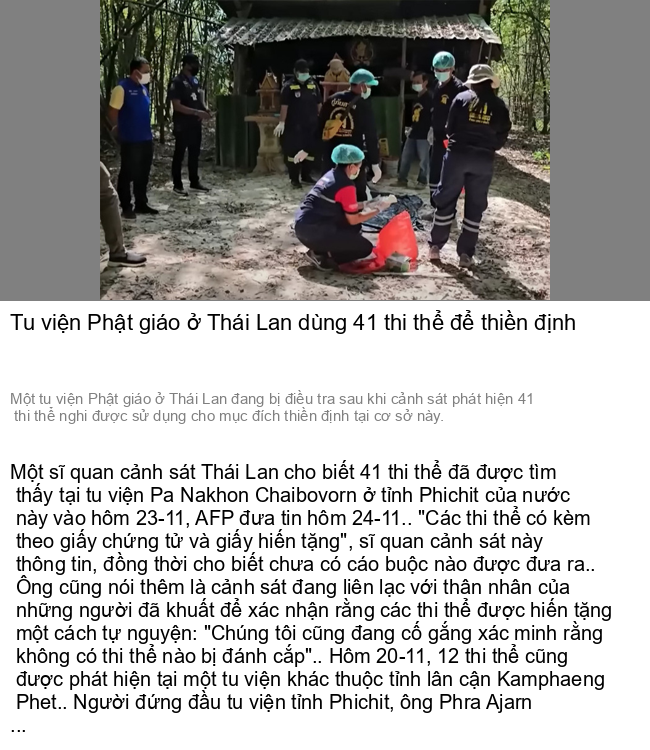 Tu viện Phật giáo ở Thái Lan dùng 41 thi thể để thiền định
Một tu viện Phật giáo ở Thái Lan đang bị điều tra sau khi cảnh sát phát hiện 41
thi thể nghi được sử dụng cho mục đích thiền định tại cơ sở này.
Một sĩ quan cảnh sát Thái Lan cho biết 41 thi thể đã được tìm
thấy tại tu viện Pa Nakhon Chaibovorn ở tỉnh Phichit của nước
này vào hôm 23-11, AFP đưa tin hôm 24-11.. "Các thi thể có kèm
theo giấy chứng tử và giấy hiến tặng", sĩ quan cảnh sát này
thông tin, đồng thời cho biết chưa có cáo buộc nào được đưa ra..
Ông cũng nói thêm là cảnh sát đang liên lạc với thân nhân của
những người đã khuất để xác nhận rằng các thi thể được hiến tặng
một cách tự nguyện: "Chúng tôi cũng đang cố gắng xác minh rằng
không có thi thể nào bị đánh cắp".. Hôm 20-11, 12 thi thể cũng
được phát hiện tại một tu viện khác thuộc tỉnh lân cận Kamphaeng
Phet.. Người đứng đầu tu viện tỉnh Phichit, ông Phra Ajarn
...